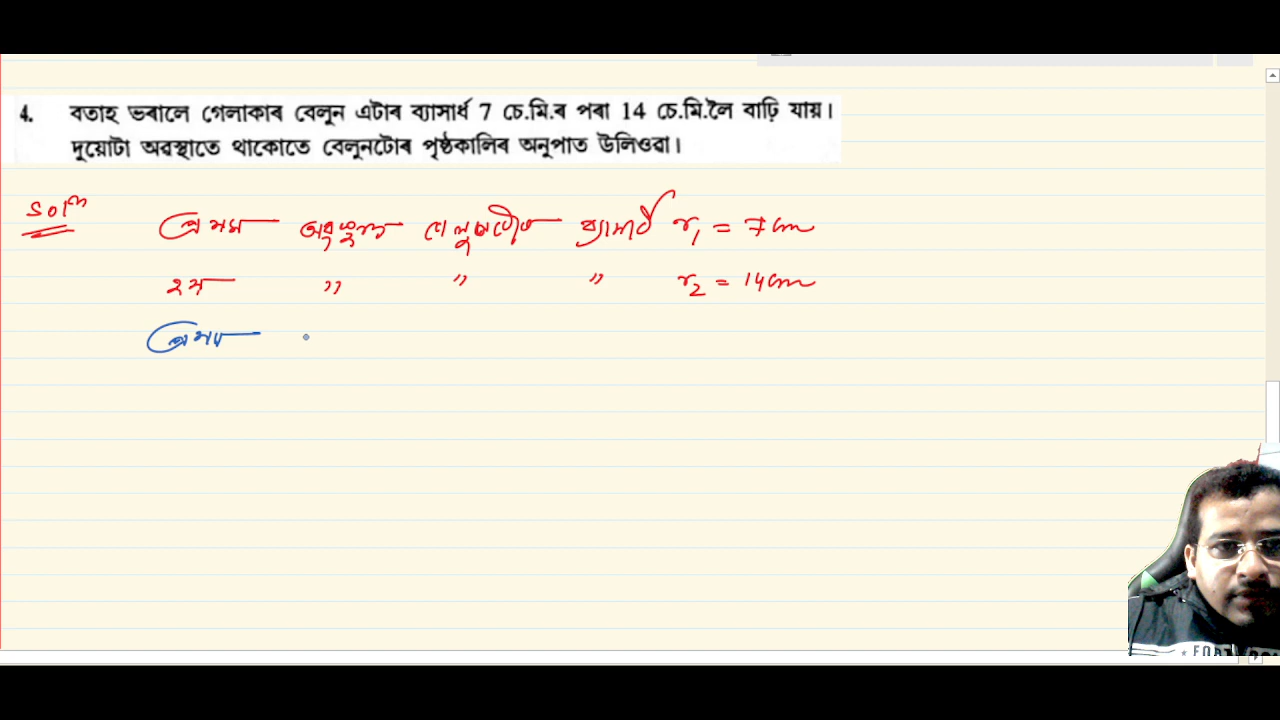 4. বতাহ ভৰালে গোলাকাৰ বেলুন এটাৰ ব্যাসাৰ্ধ 7 চে.মি.ৰ পৰা 14 চে.মি.লৈ বাঢ়ি যায়।
দুয়োটা অৱস্থাতে থাকোতে বেলুনটোৰ পৃষ্ঠকালিৰ অনুপাত উলিওৱা।
Solⁿ প্ৰথম অৱস্থাত বেলুনটোৰ ব্যাসাৰ্ধ r₁ = 7cm
২য় " " " r₂ = 14cm
প্ৰথম